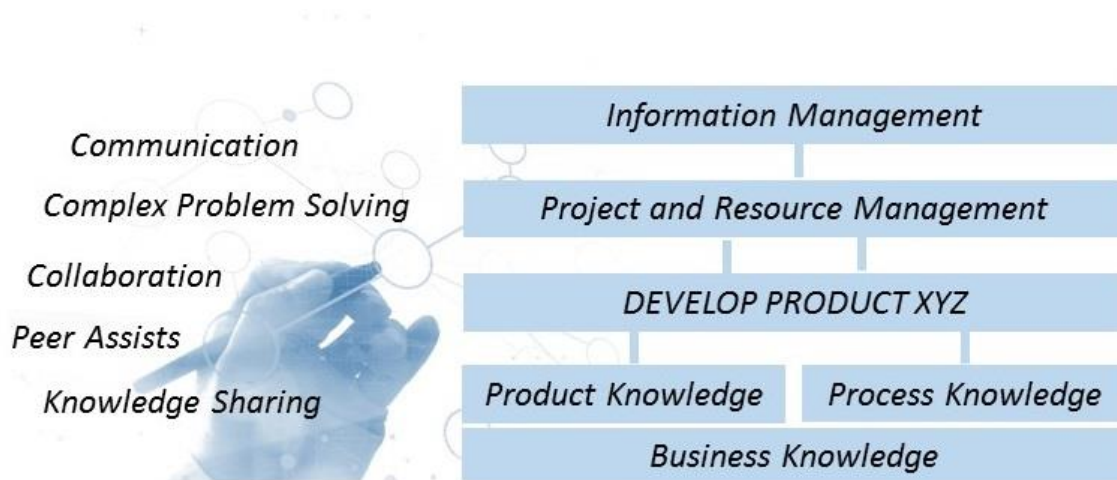 Communication
Complex Problem Solving
Collaboration
Peer Assists
Knowledge Sharing
Information Management
Project and Resource Management
DEVELOP PRODUCT XYZ
Product Knowledge
Process Knowledge
Business Knowledge